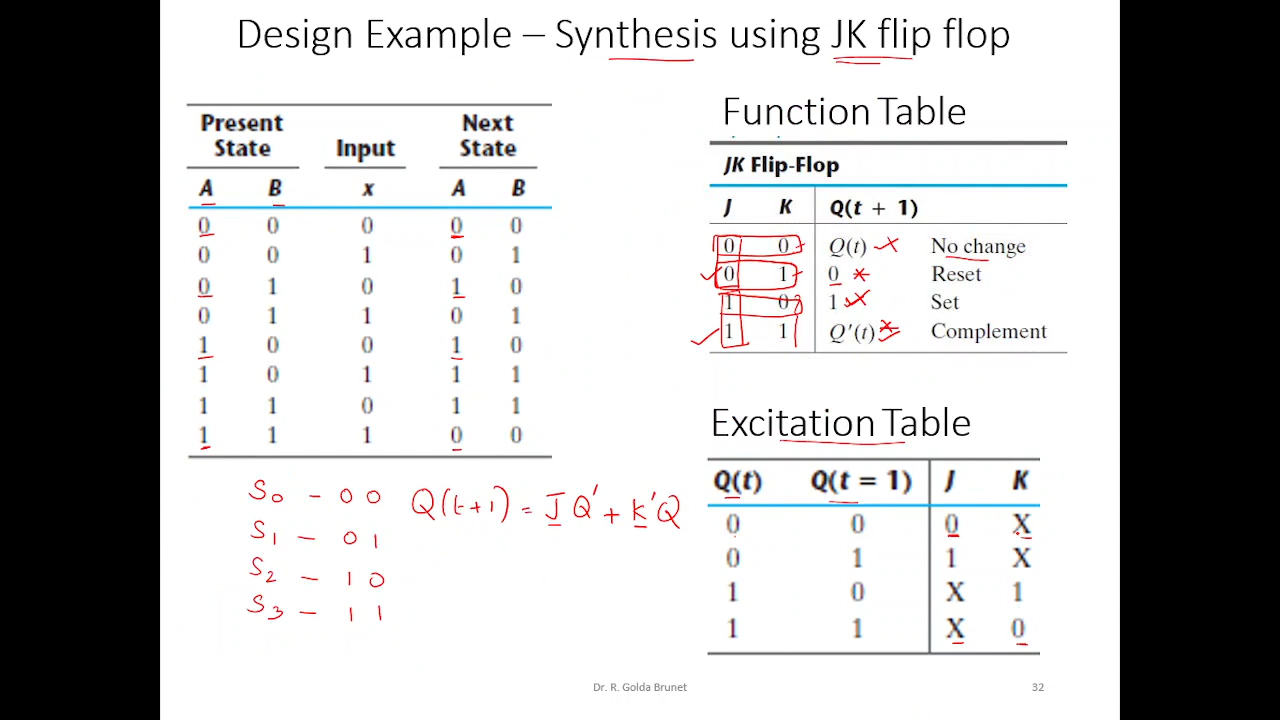 Design Example – Synthesis using JK flip flop
Present State Input Next State
A B x A B
0 0 0 0 0
0 0 1 0 1
0 1 0 1 0
0 1 1 0 1
1 0 0 1 0
1 0 1 1 1
1 1 0 1 1
1 1 1 0 0
S0 – 0 0
S1 – 0 1
S2 – 1 0
S3 – 1 1
Q(t+1) = JQ' + K'Q
Function Table
JK Flip-Flop
J K Q(t + 1)
0 0 Q(t) No change
0 1 0 Reset
1 0 1 Set
1 1 Q'(t) Complement
Excitation Table
Q(t) Q(t = 1) J K
0 0 0 X
0 1 1 X
1 0 X 1
1 1 X 0
Dr. R. Golda Brunet
32